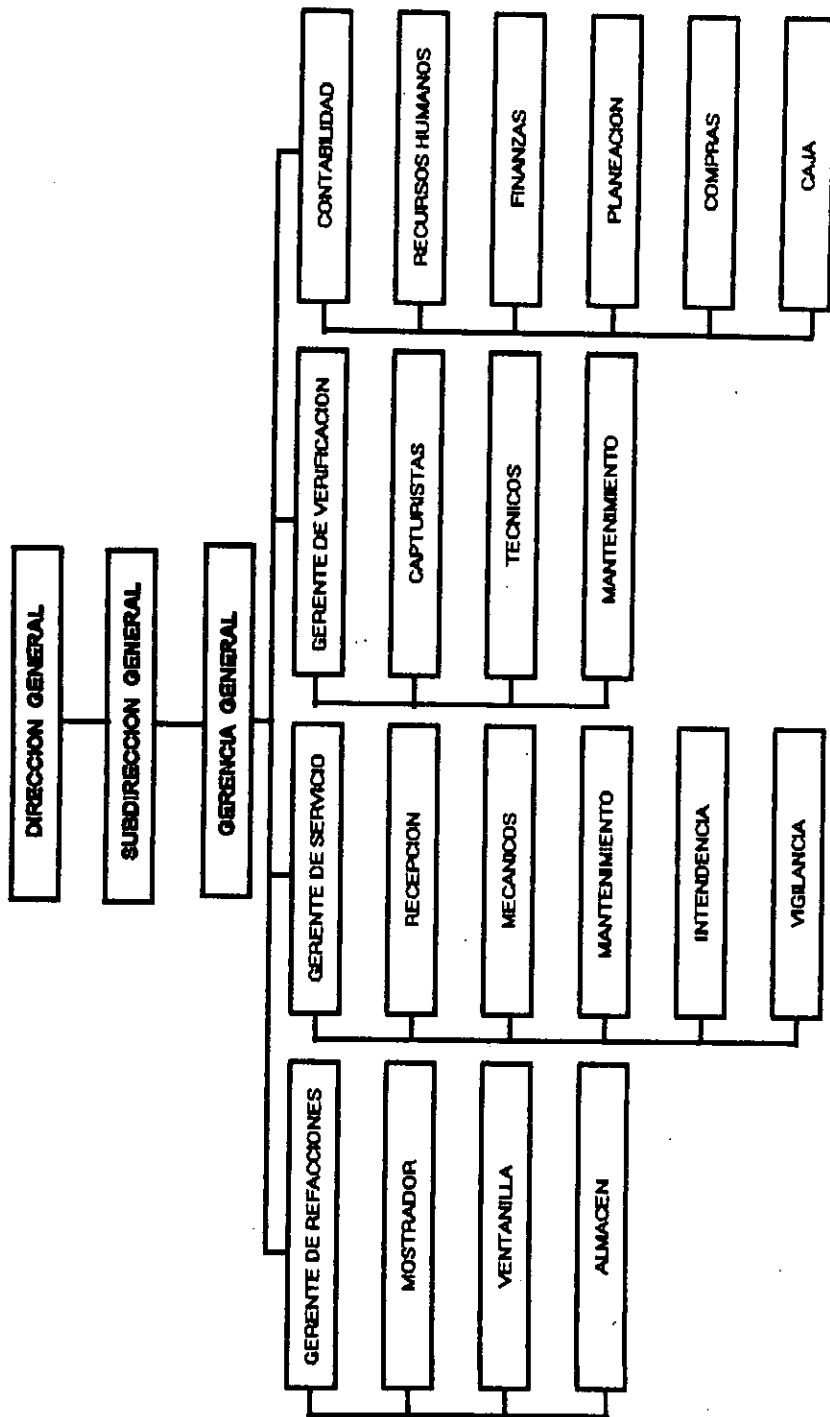 DIRECCION GENERAL
SUBDIRECCION GENERAL
GERENCIA GENERAL
GERENTE DE REFACCIONES
MOSTRADOR
VENTANILLA
ALMACEN
GERENTE DE SERVICIO
RECEPCION
MECANICOS
MANTENIMIENTO
INTENDENCIA
VIGILANCIA
GERENTE DE VERIFICACION
CAPTURISTAS
TECNICOS
MANTENIMIENTO
CONTABILIDAD
RECURSOS HUMANOS
FINANZAS
PLANEACION
COMPRAS
CAJA